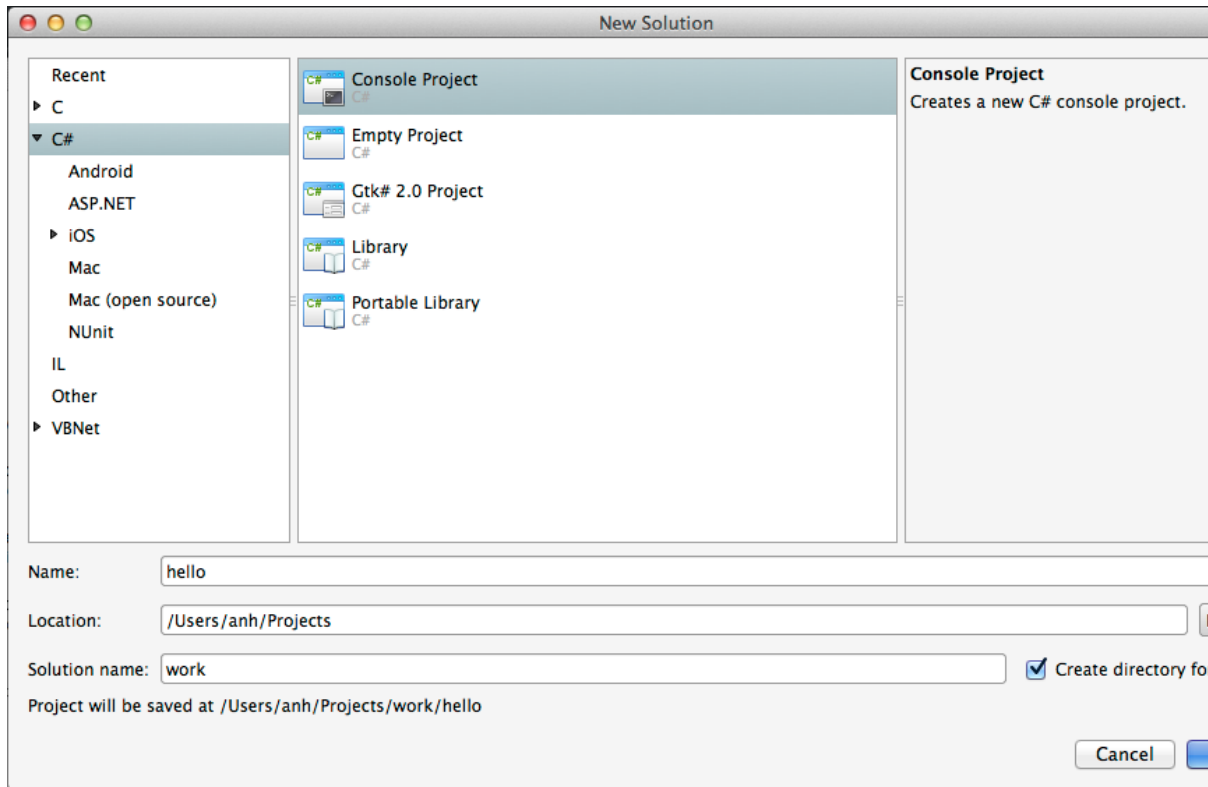 New Solution
Recent
C
C#
Android
ASP.NET
iOS
Mac
Mac (open source)
NUnit
IL
Other
VBNet
Console Project
C#
Empty Project
C#
Gtk# 2.0 Project
C#
Library
C#
Portable Library
C#
Console Project
Creates a new C# console project.
Name: hello
Location: /Users/anh/Projects
Solution name: work Create directory fo
Project will be saved at /Users/anh/Projects/work/hello
Cancel